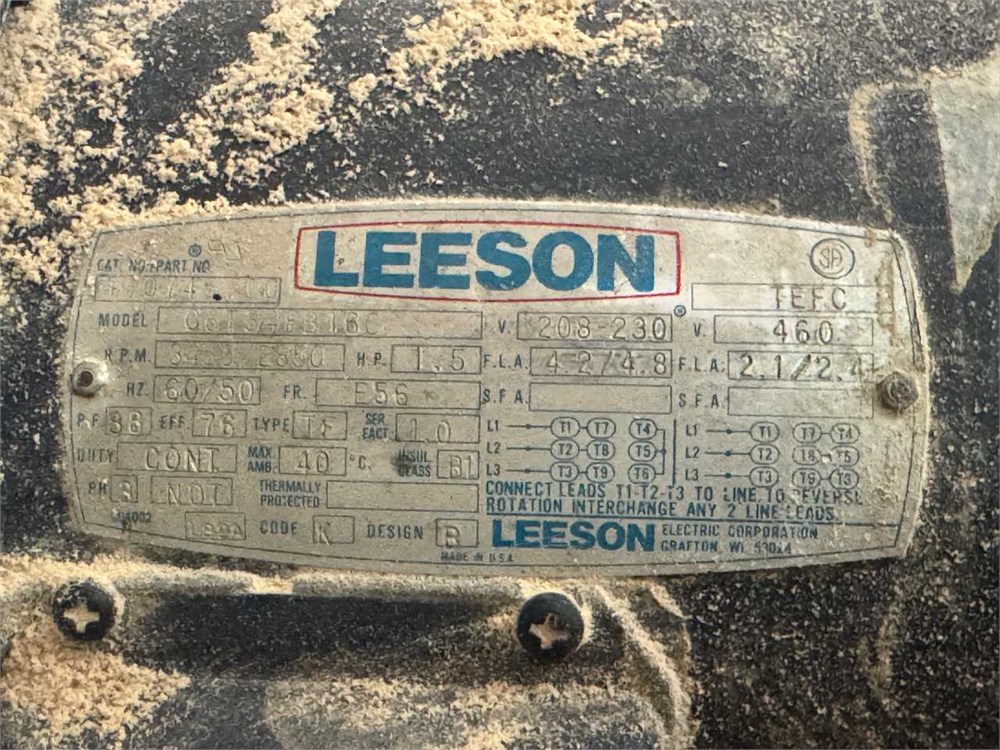 LEESON
CAT. NO./PART NO.
TEFC
MODEL V. 208-230 V. 460
R.P.M. H.P. 1.5 F.L.A. 4.2/4.8 F.L.A. 2.1/2.4
HZ. 60/50 FR. E56 S.F.A. S.F.A.
P.F. EFF. 76 TYPE TF SER FACT. 1.0
DUTY CONT MAX. AMB. 40 °C. INSUL CLASS B1
PH 3 NOT THERMALLY PROTECTED
CODE K DESIGN B
L1 T1 T7 T4 L1 T1 T7 T4
L2 T2 T8 T5 L2 T2 T8 T5
L3 T3 T9 T6 L3 T3 T9
CONNECT LEADS T1-T2-T3 TO LINE, TO REVERSE
ROTATION INTERCHANGE ANY 2 LINE LEADS.
LEESON ELECTRIC CORPORATION
GRAFTON, WI 53024
MADE IN U.S.A.